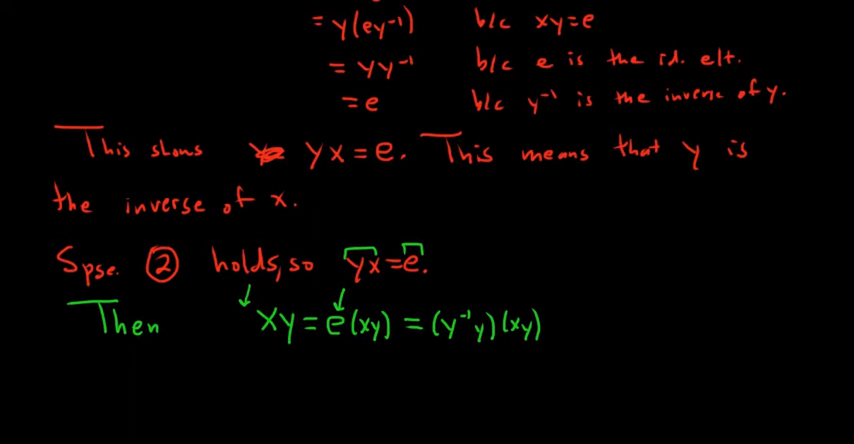 = y(ey⁻¹) b/c xy=e
= yy⁻¹ b/c e is the id. elt.
= e b/c y⁻¹ is the inverse of y.
This shows yx = e. This means that y is
the inverse of x.
Spse. ② holds, so yx = e.
Then xy = e(xy) = (y⁻¹y)(xy)